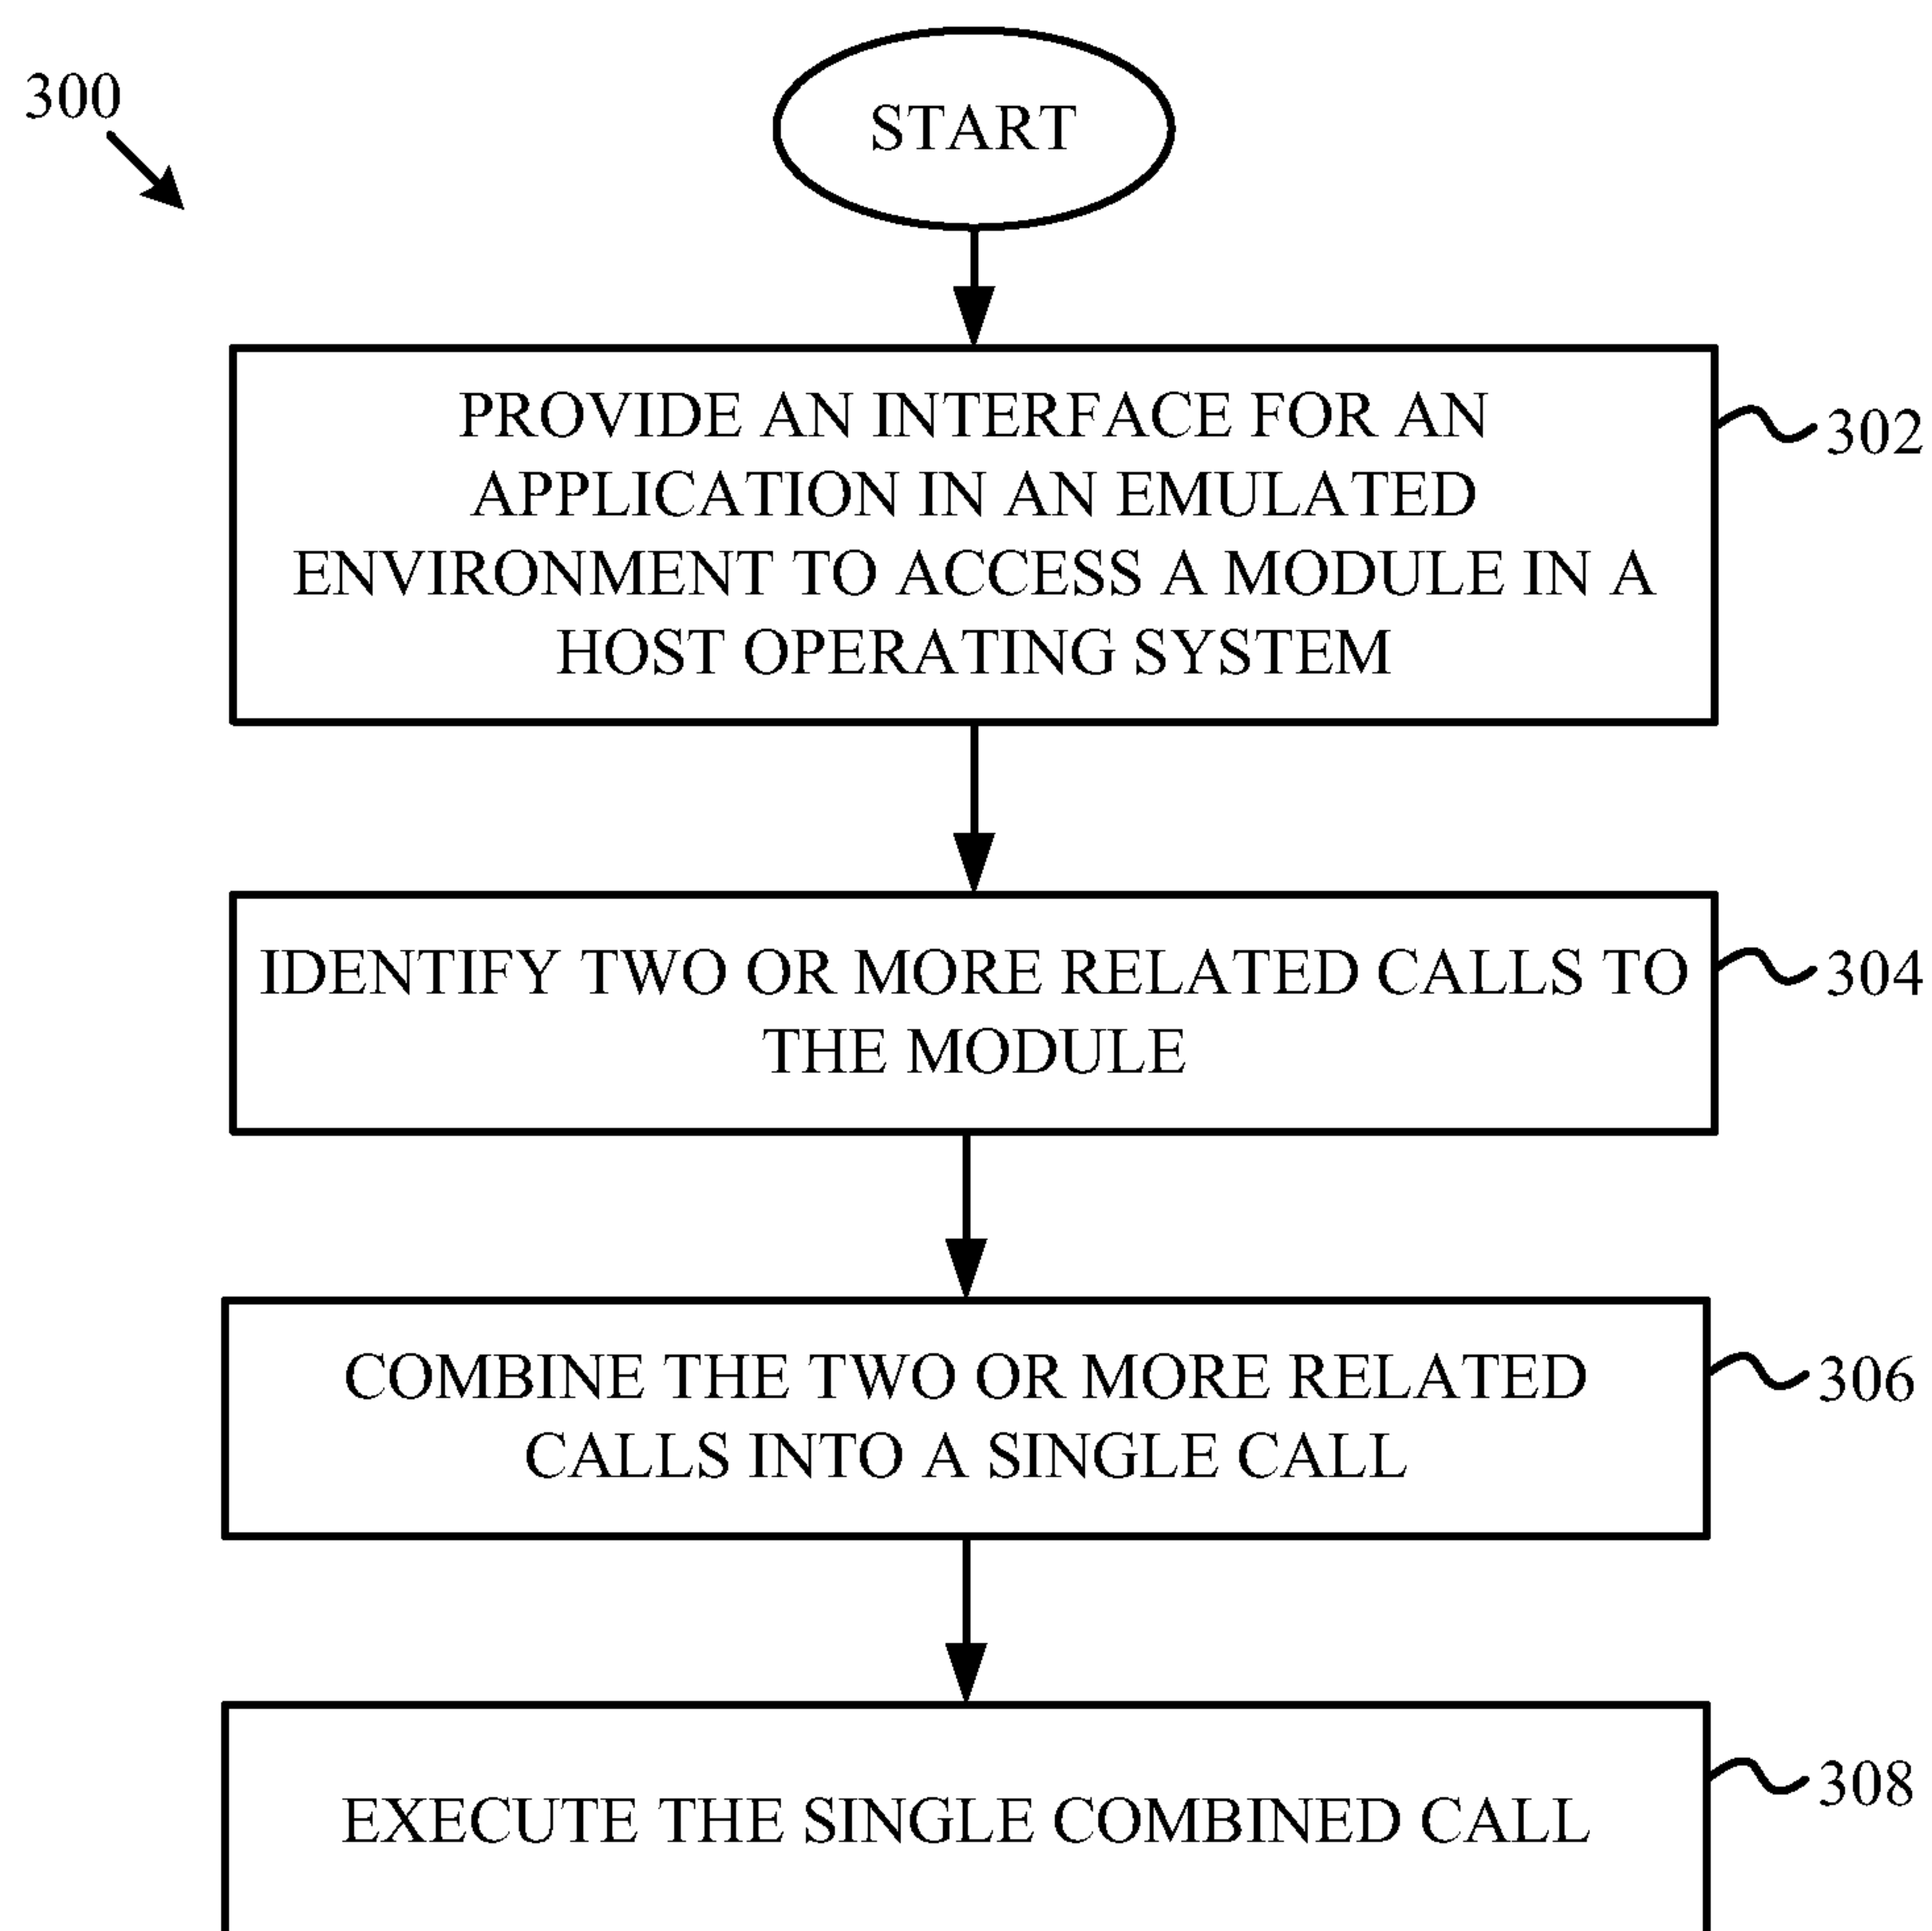 300
START
PROVIDE AN INTERFACE FOR AN
APPLICATION IN AN EMULATED
ENVIRONMENT TO ACCESS A MODULE IN A
HOST OPERATING SYSTEM
302
IDENTIFY TWO OR MORE RELATED CALLS TO
THE MODULE
304
COMBINE THE TWO OR MORE RELATED
CALLS INTO A SINGLE CALL
306
EXECUTE THE SINGLE COMBINED CALL
308